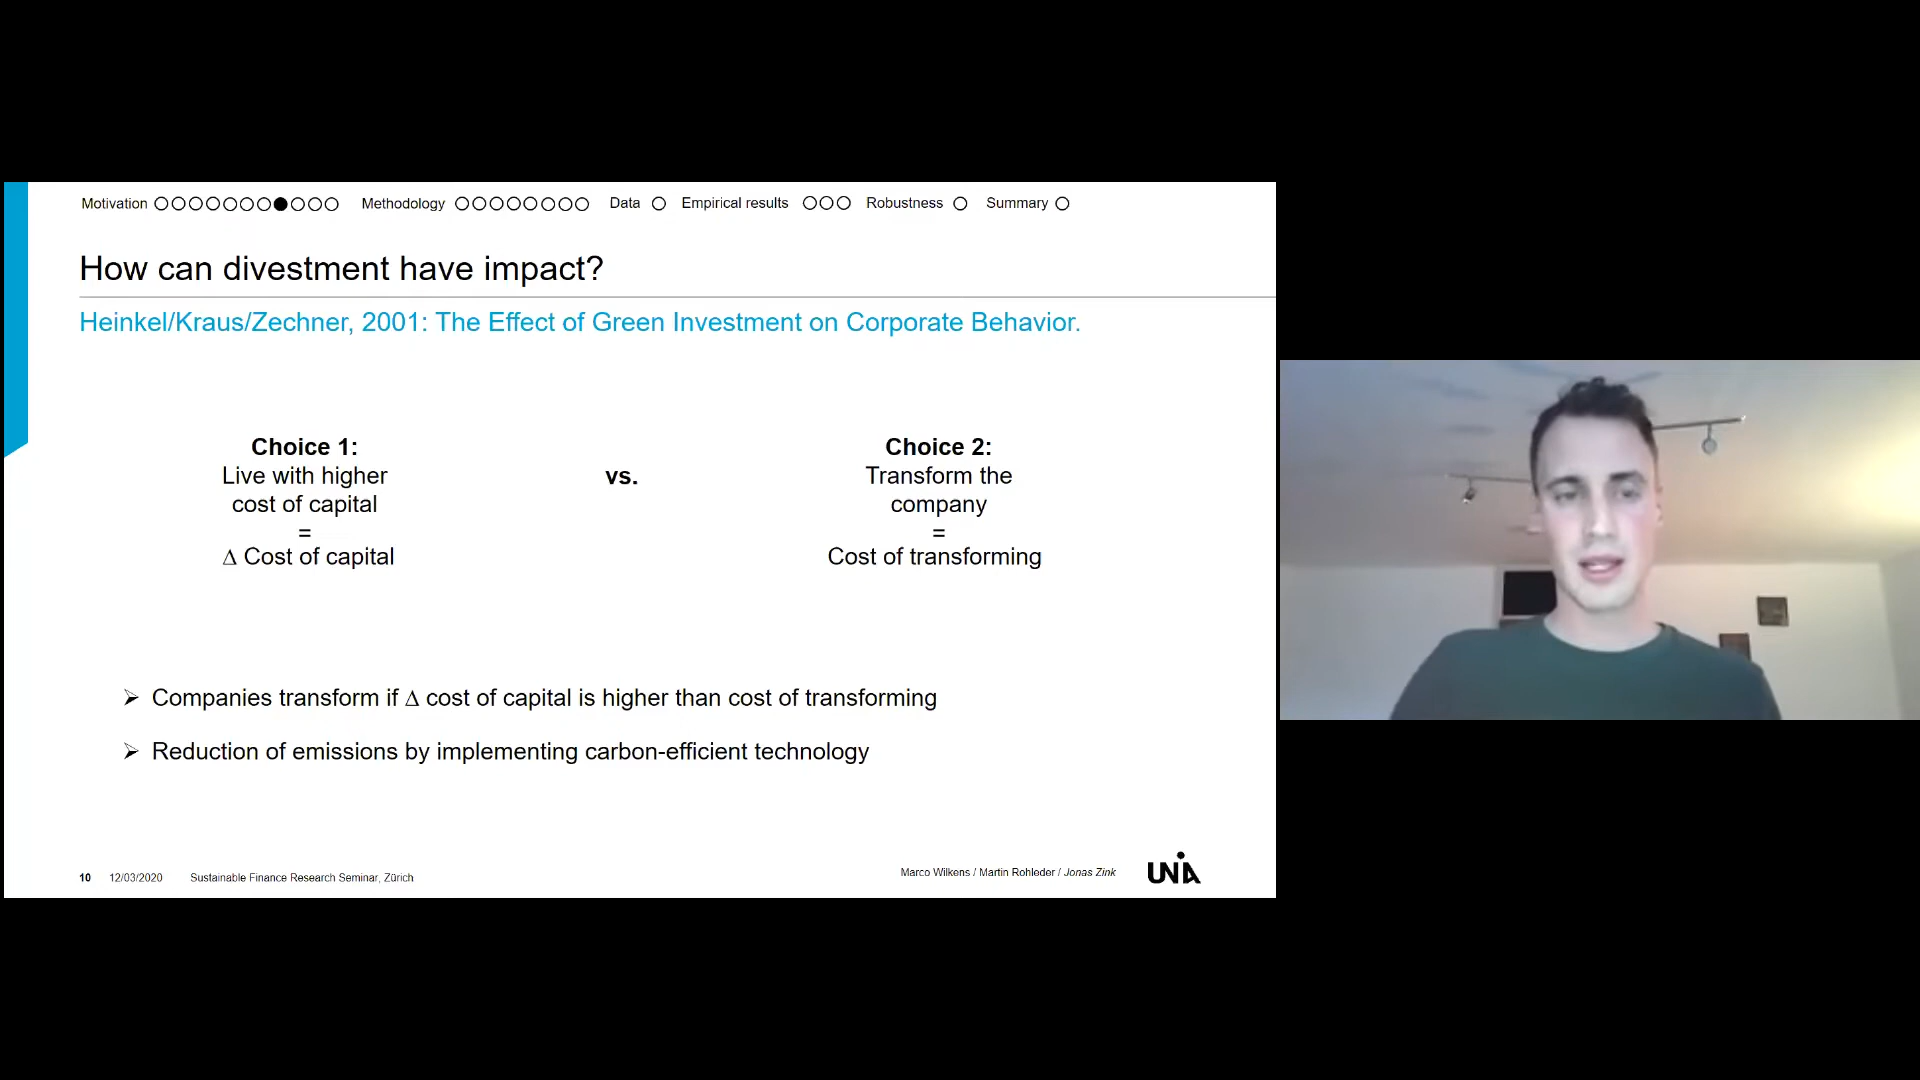 Motivation Methodology Data Empirical results Robustness Summary
How can divestment have impact?
Heinkel/Kraus/Zechner, 2001: The Effect of Green Investment on Corporate Behavior.
Choice 1:
Live with higher
cost of capital
=
Δ Cost of capital
vs.
Choice 2:
Transform the
company
=
Cost of transforming
➢ Companies transform if Δ cost of capital is higher than cost of transforming
➢ Reduction of emissions by implementing carbon-efficient technology
10 12/03/2020 Sustainable Finance Research Seminar, Zürich
Marco Wilkens / Martin Rohleder / Jonas Zink
UNIA